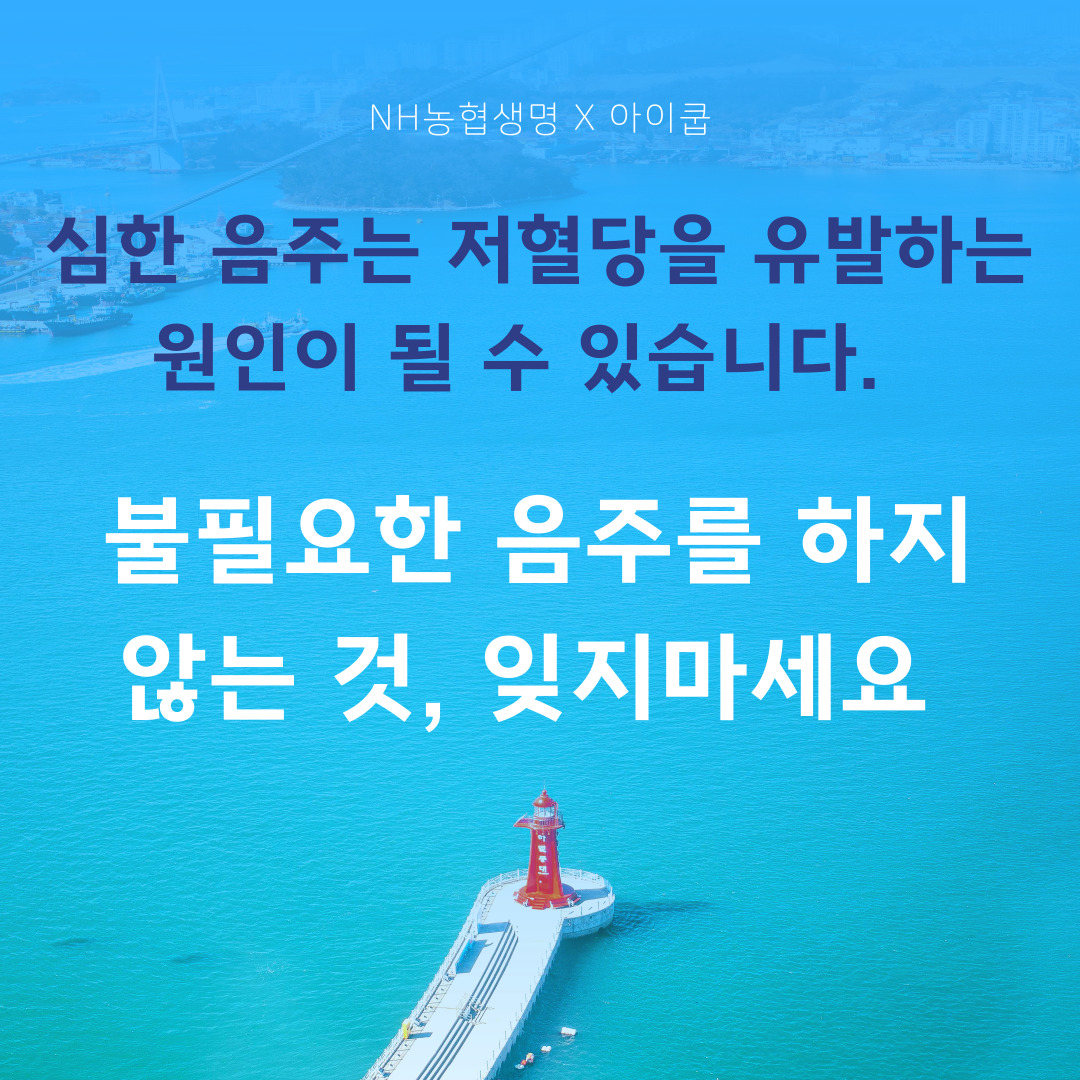 NH농협생명 X 아이쿱
심한 음주는 저혈당을 유발하는
원인이 될 수 있습니다.
불필요한 음주를 하지
않는 것, 잊지마세요